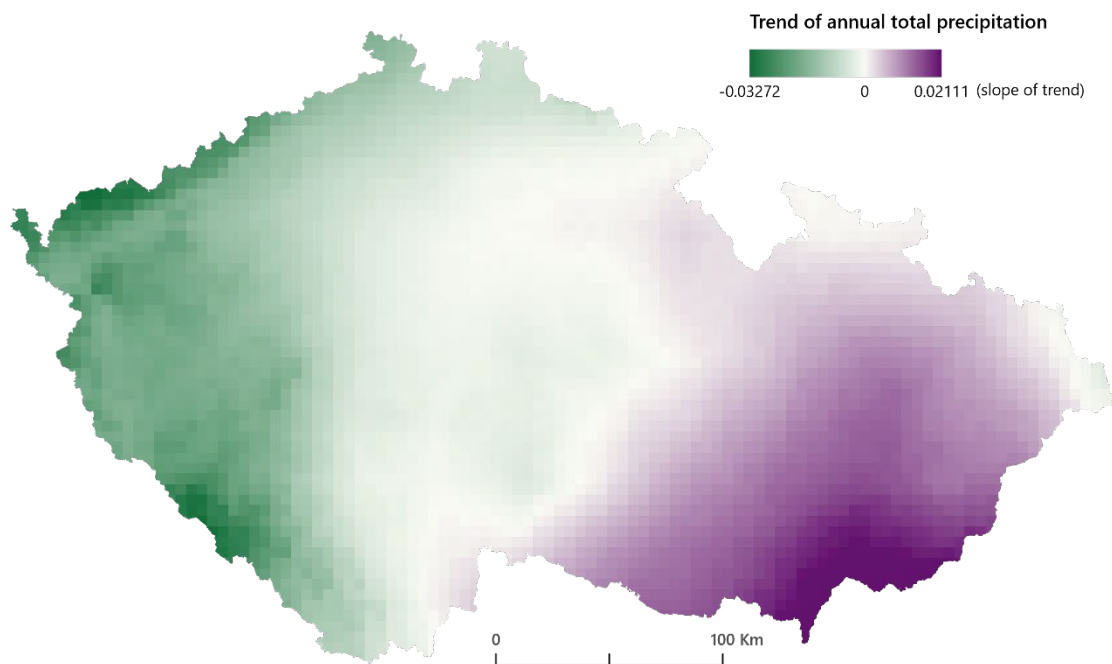 Trend of annual total precipitation
-0.03272 0 0.02111 (slope of trend)
0 100 Km